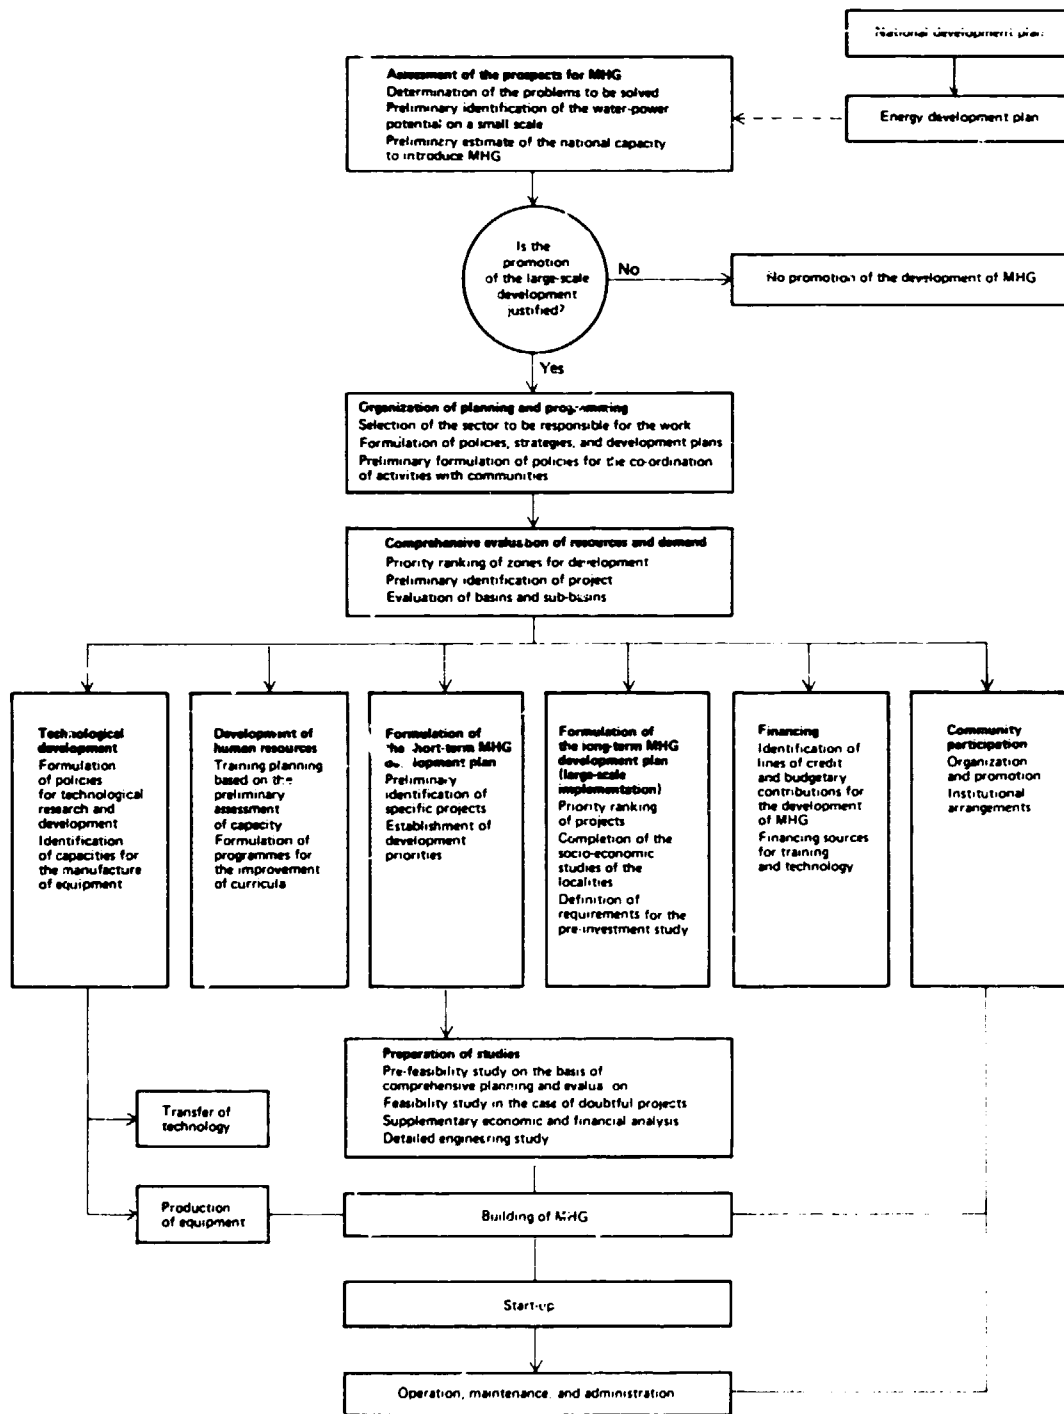 National development plan
Energy development plan
Assessment of the prospects for MHG
Determination of the problems to be solved
Preliminary identification of the water-power
potential on a small scale
Preliminary estimate of the national capacity
to introduce MHG
Is the
promotion
of the large-scale
development
justified?
No
No promotion of the development of MHG
Yes
Organization of planning and programming
Selection of the sector to be responsible for the work
Formulation of policies, strategies, and development plans
Preliminary formulation of policies for the co-ordination
of activities with communities
Comprehensive evaluation of resources and demand
Priority ranking of zones for development
Preliminary identification of project
Evaluation of basins and sub-basins
Technological
development
Formulation
of policies
for technological
research and
development
Identification
of capacities for
the manufacture
of equipment
Development of
human resources
Training planning
based on the
preliminary
assessment
of capacity
Formulation of
programmes for
the improvement
of curricula
Formulation of
the short-term MHG
development plan
Preliminary
identification of
specific projects
Establishment of
development
priorities
Formulation of
the long-term MHG
development plan
(large-scale
implementation)
Priority ranking
of projects
Completion of the
socio-economic
studies of the
localities
Definition of
requirements for the
pre-investment study
Financing
Identification of
lines of credit
and budgetary
contributions for
the development
of MHG
Financing sources
for training
and technology
Community
participation
Organization
and promotion
Institutional
arrangements
Preparation of studies
Pre-feasibility study on the basis of
comprehensive planning and evaluation
Feasibility study in the case of doubtful projects
Supplementary economic and financial analysis
Detailed engineering study
Transfer of
technology
Production
of equipment
Building of MHG
Start-up
Operation, maintenance, and administration